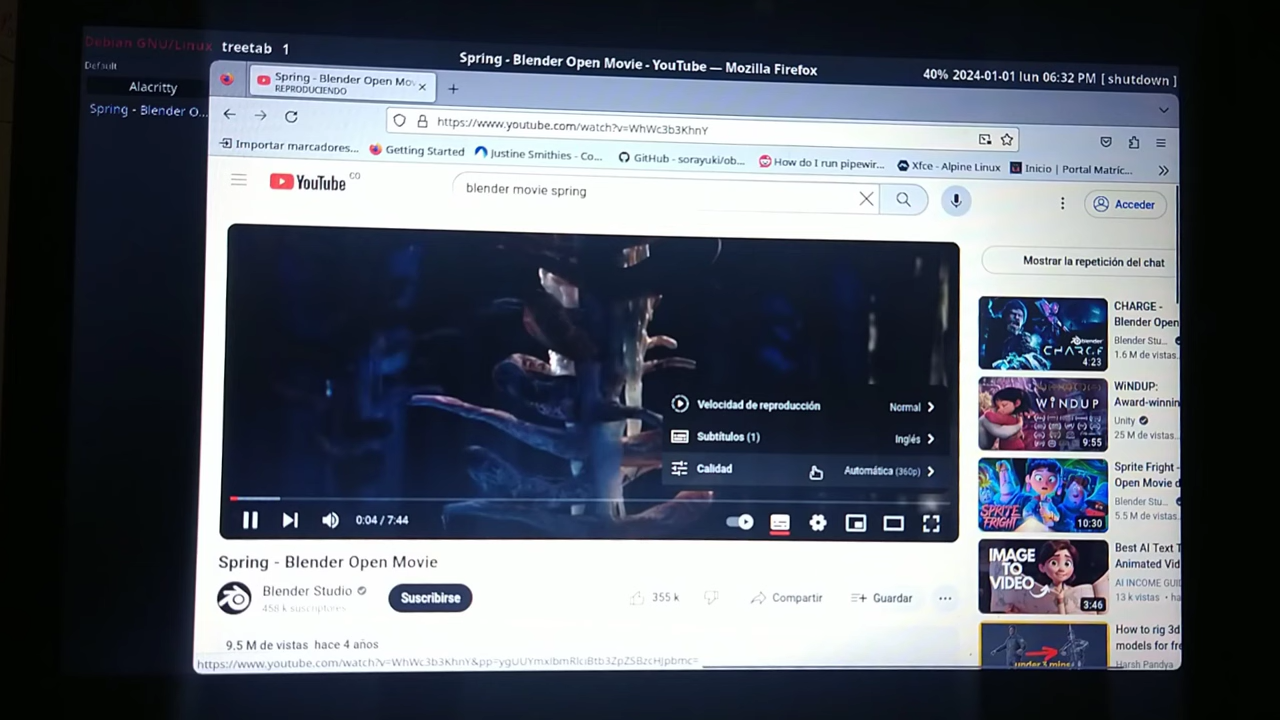 Debian GNU/Linux treetab 1
Spring - Blender Open Movie - YouTube — Mozilla Firefox
40% 2024-01-01 lun 06:32 PM [ shutdown ]
Default
Alacritty
Spring - Blender O...
Spring - Blender Open Mov
REPRODUCIENDO
https://www.youtube.com/watch?v=WhWc3b3KhnY
Importar marcadores...
Getting Started
Justine Smithies - Co...
GitHub - sorayuki/ob...
How do I run pipewir...
Xfce - Alpine Linux
Inicio | Portal Matric...
YouTube CO
blender movie spring
Acceder
Mostrar la repetición del chat
Velocidad de reproducción Normal
Subtítulos (1) Inglés
Calidad Automática (360p)
0:04 / 7:44
Spring - Blender Open Movie
Blender Studio
458 k suscriptores
Suscribirse
355 k
Compartir
Guardar
9.5 M de vistas hace 4 años
CHARGE -
Blender Open
Blender Stu...
1.6 M de vistas
blender
CHARGE
4:23
WiNDUP:
Award-winnin
Unity
25 M de vistas
WiNDUP
9:55
Sprite Fright -
Open Movie d
Blender Stu...
5.5 M de vistas
SPRITE
FRIGHT
10:30
Best AI Text T
Animated Vid
AI INCOME GUI
13 k vistas • ha
IMAGE
TO
VIDEO
3:46
How to rig 3d
models for fre
Harsh Pandya
under 3 mins